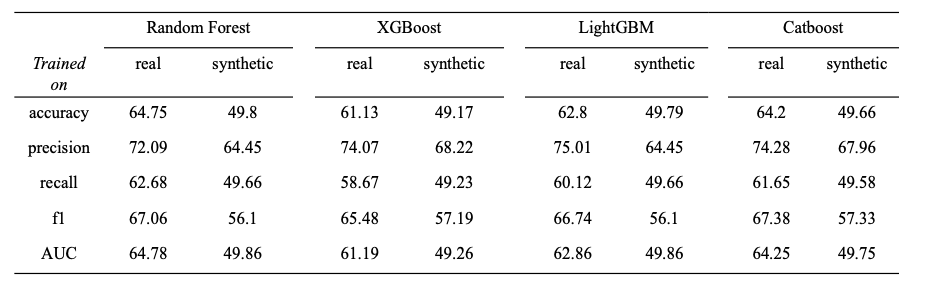 Random Forest XGBoost LightGBM Catboost
Trained on real synthetic real synthetic real synthetic real synthetic
accuracy 64.75 49.8 61.13 49.17 62.8 49.79 64.2 49.66
precision 72.09 64.45 74.07 68.22 75.01 64.45 74.28 67.96
recall 62.68 49.66 58.67 49.23 60.12 49.66 61.65 49.58
f1 67.06 56.1 65.48 57.19 66.74 56.1 67.38 57.33
AUC 64.78 49.86 61.19 49.26 62.86 49.86 64.25 49.75